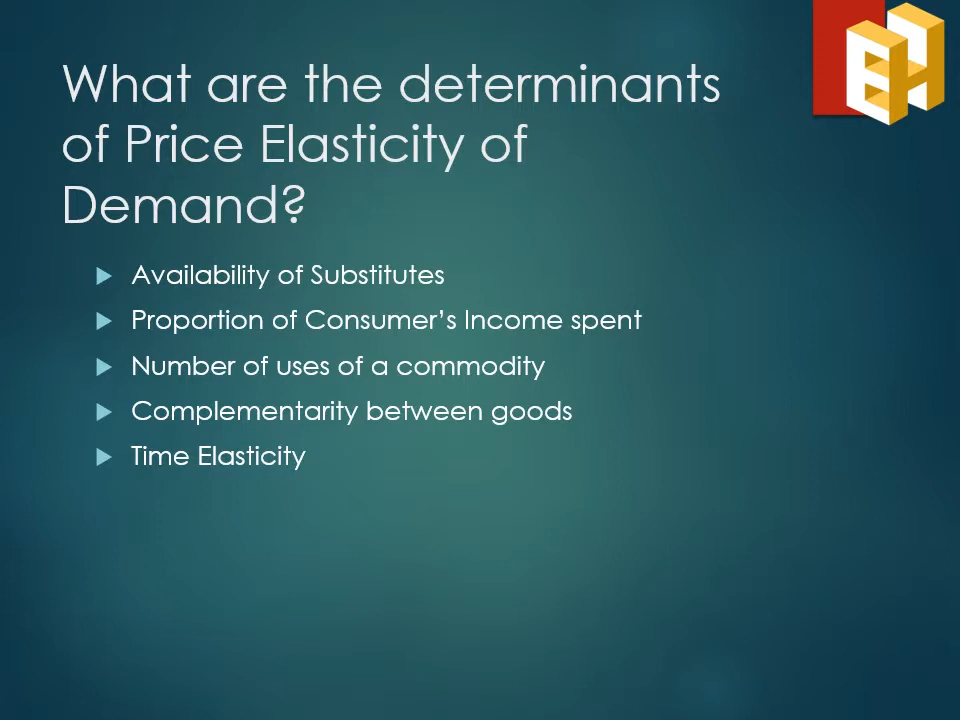 What are the determinants
of Price Elasticity of
Demand?
EH
Availability of Substitutes
Proportion of Consumer's Income spent
Number of uses of a commodity
Complementarity between goods
Time Elasticity